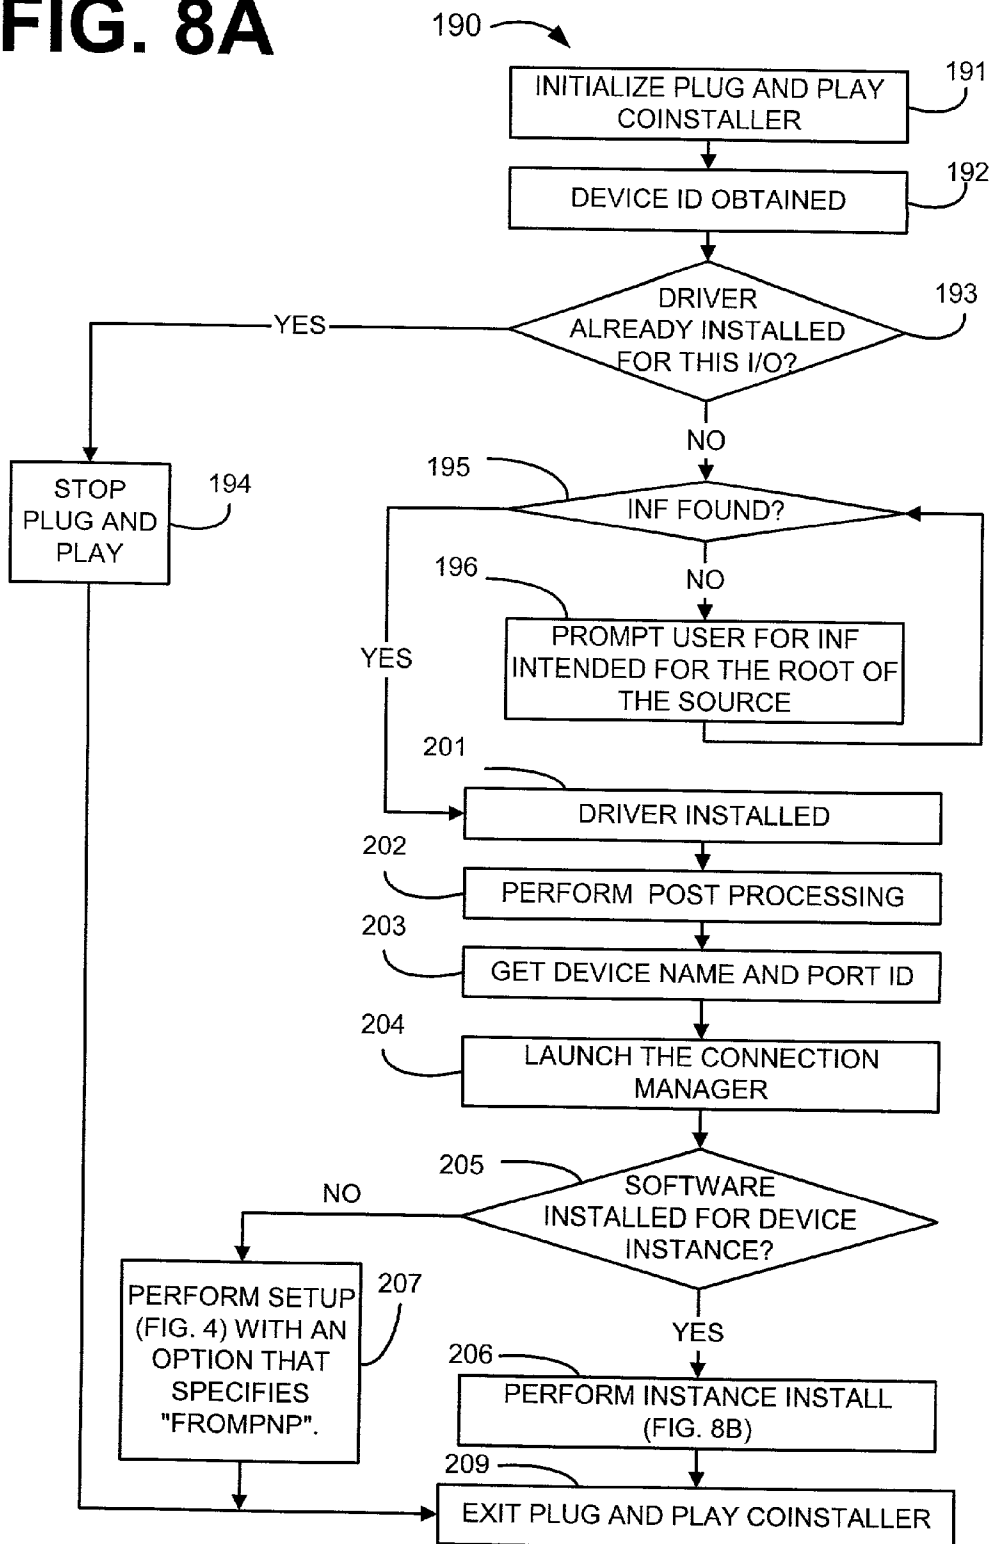 FIG. 8A
190
INITIALIZE PLUG AND PLAY
COINSTALLER
191
DEVICE ID OBTAINED
192
DRIVER
ALREADY INSTALLED
FOR THIS I/O?
193
YES
NO
STOP
PLUG AND
PLAY
194
195
INF FOUND?
NO
YES
196
PROMPT USER FOR INF
INTENDED FOR THE ROOT OF
THE SOURCE
201
DRIVER INSTALLED
202
PERFORM POST PROCESSING
203
GET DEVICE NAME AND PORT ID
204
LAUNCH THE CONNECTION
MANAGER
205
SOFTWARE
INSTALLED FOR DEVICE
INSTANCE?
NO
YES
PERFORM SETUP
(FIG. 4) WITH AN
OPTION THAT
SPECIFIES
"FROMPNP".
207
206
PERFORM INSTANCE INSTALL
(FIG. 8B)
209
EXIT PLUG AND PLAY COINSTALLER